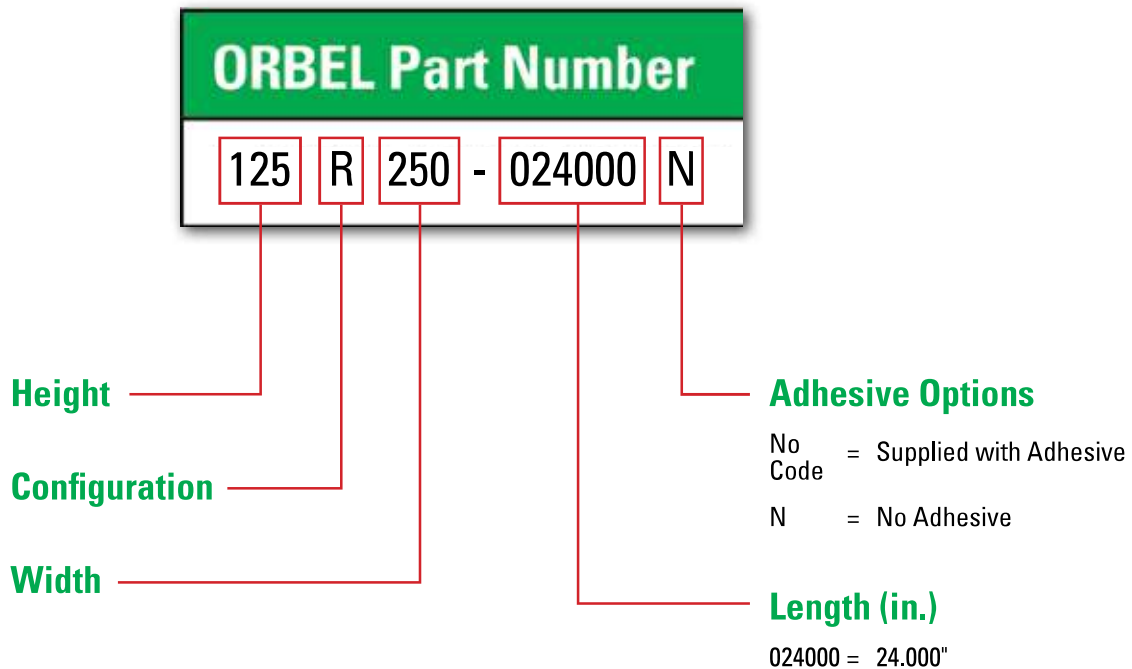 ORBEL Part Number
125 R 250 - 024000 N
Height
Configuration
Width
Adhesive Options
No Code = Supplied with Adhesive
N = No Adhesive
Length (in.)
024000 = 24.000"